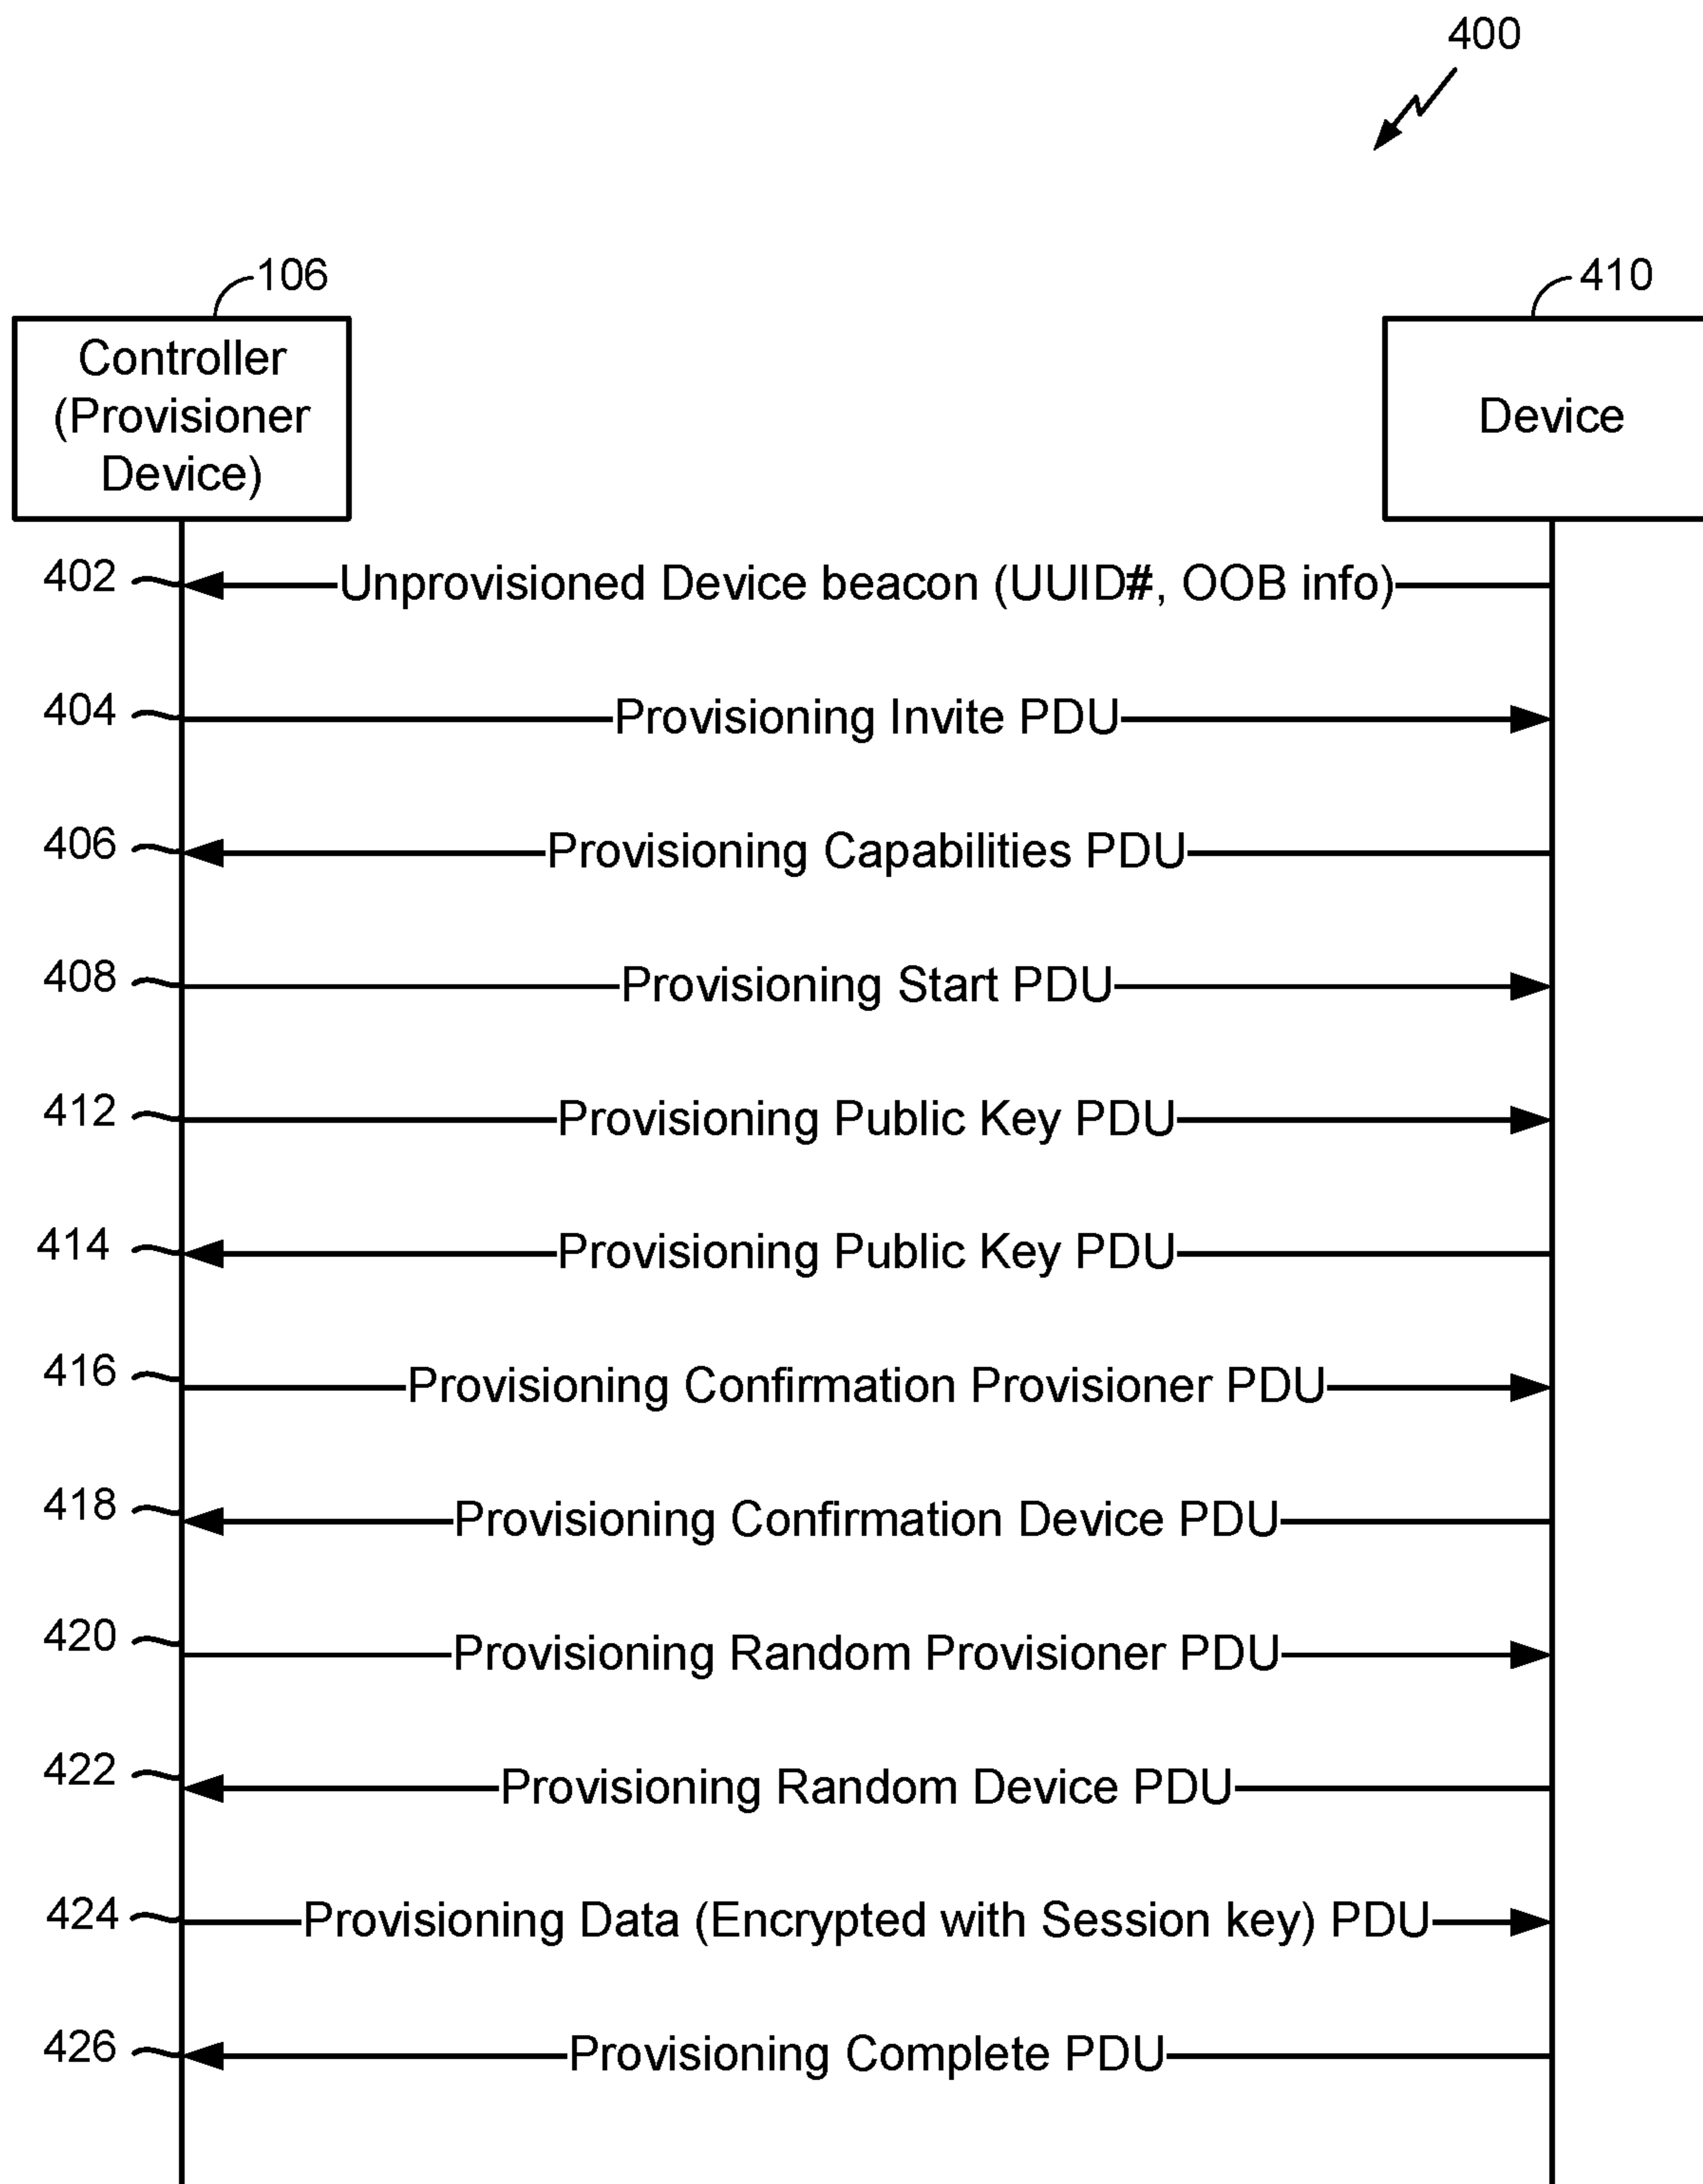 400
106
410
Controller
(Provisioner
Device)
Device
402
Unprovisioned Device beacon (UUID#, OOB info)
404
Provisioning Invite PDU
406
Provisioning Capabilities PDU
408
Provisioning Start PDU
412
Provisioning Public Key PDU
414
Provisioning Public Key PDU
416
Provisioning Confirmation Provisioner PDU
418
Provisioning Confirmation Device PDU
420
Provisioning Random Provisioner PDU
422
Provisioning Random Device PDU
424
Provisioning Data (Encrypted with Session key) PDU
426
Provisioning Complete PDU